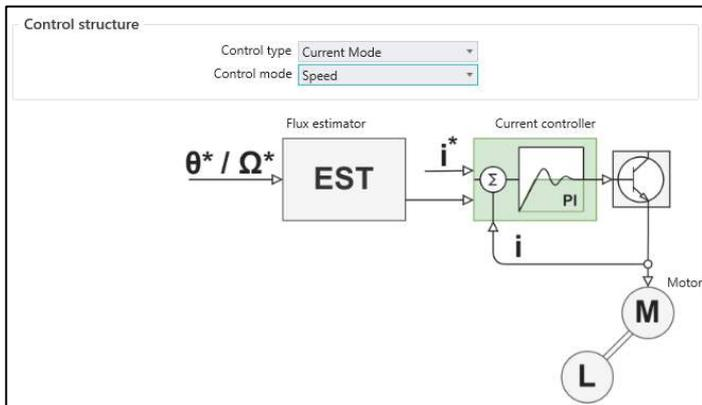 Control structure
Control type Current Mode
Control mode Speed
Flux estimator
Current controller
θ* / Ω*
EST
i*
Σ
PI
i
Motor
M
L